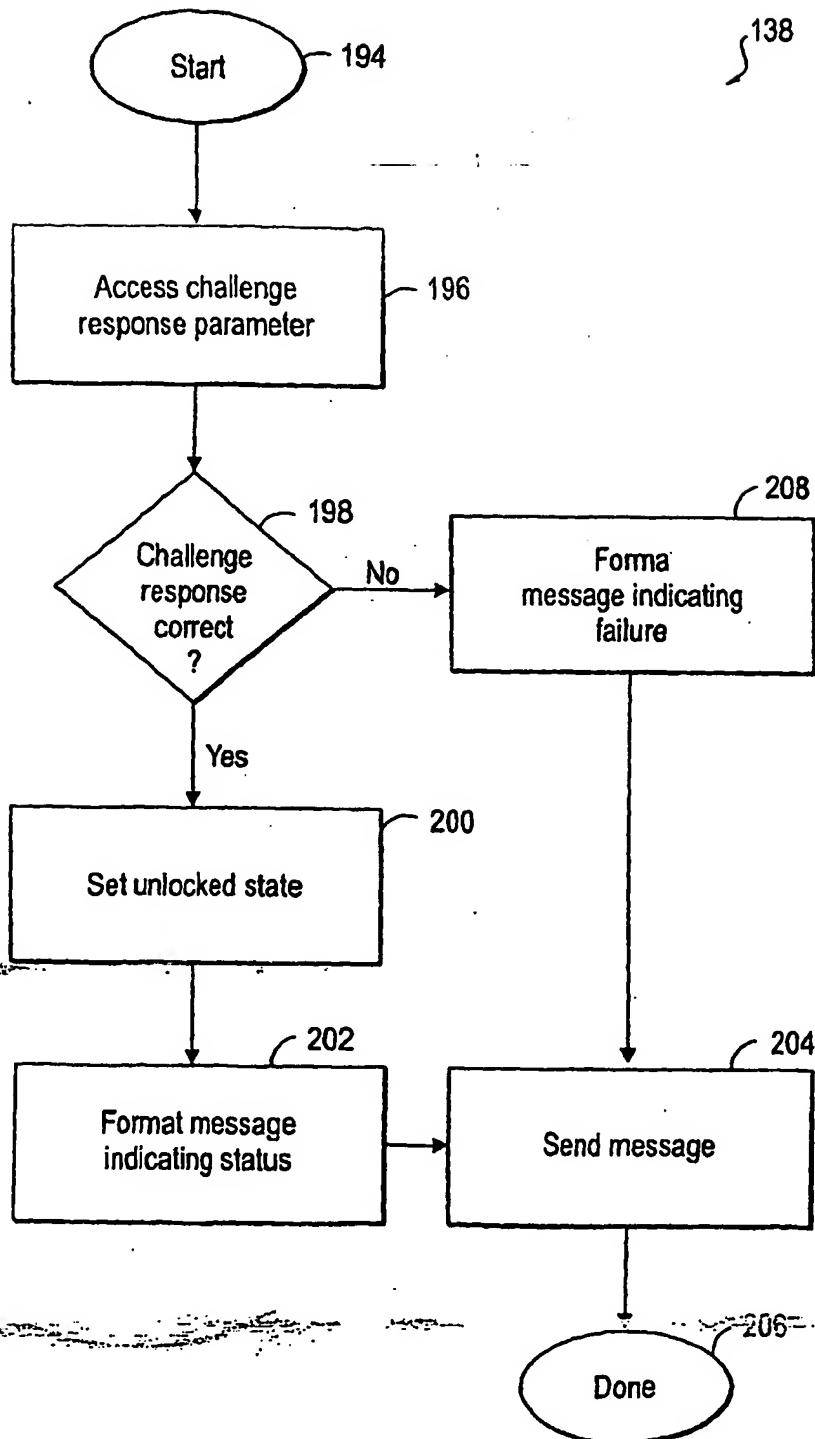 138
Start
194
Access challenge
response parameter
196
Challenge
response
correct
?
198
No
Yes
208
Forma
message indicating
failure
200
Set unlocked state
202
Format message
indicating status
204
Send message
206
Done